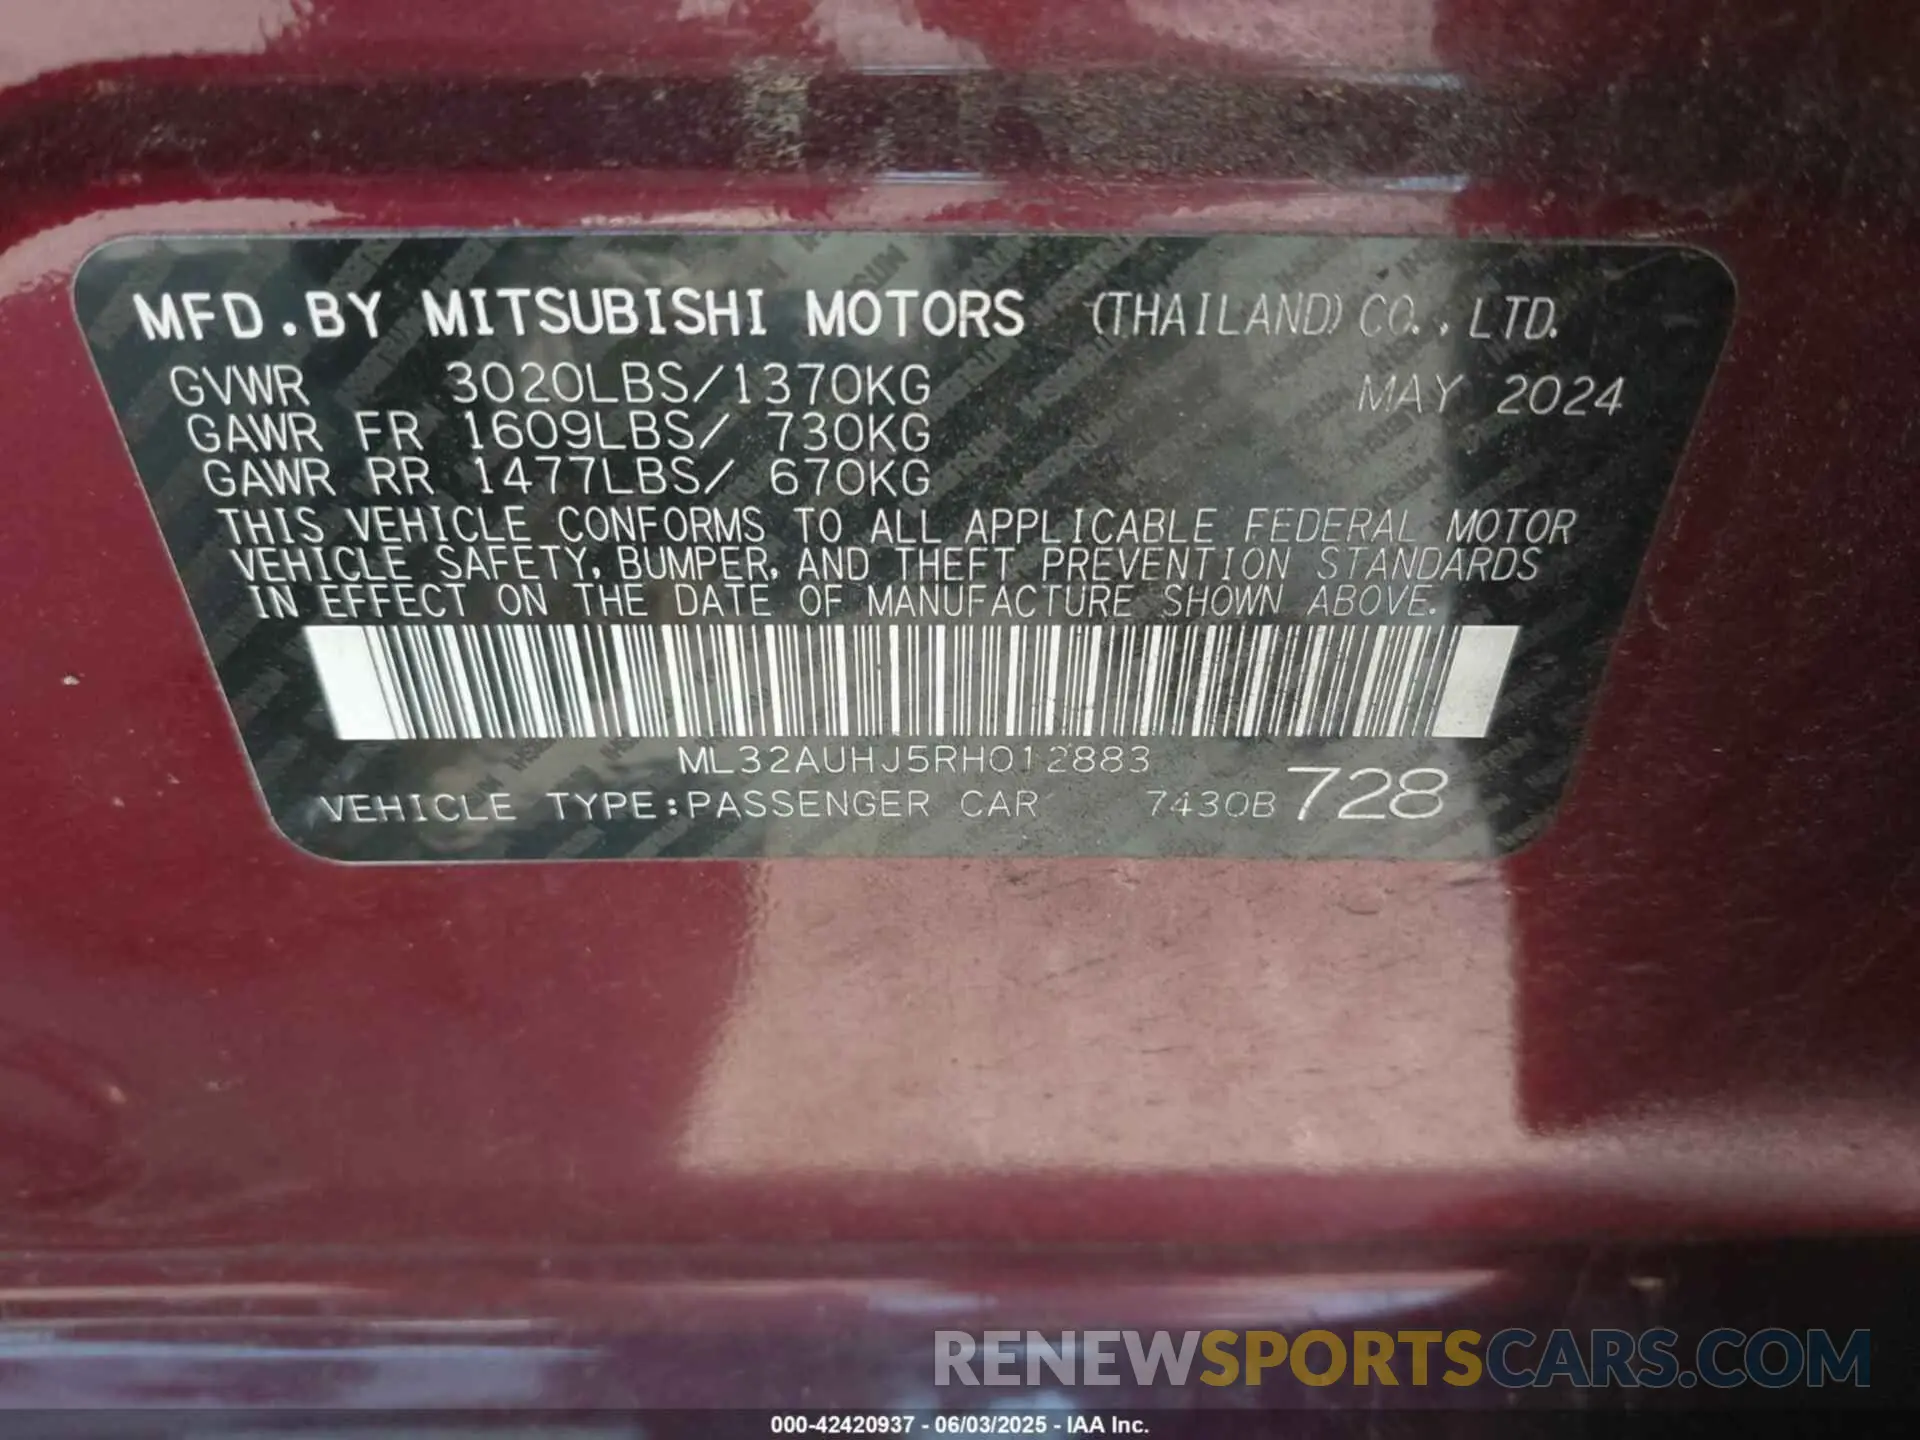 MFD.BY MITSUBISHI MOTORS (THAILAND) CO.,LTD.
GVWR 3020LBS/1370KG MAY 2024
GAWR FR 1609LBS/ 730KG
GAWR RR 1477LBS/ 670KG
THIS VEHICLE CONFORMS TO ALL APPLICABLE FEDERAL MOTOR
VEHICLE SAFETY, BUMPER, AND THEFT PREVENTION STANDARDS
IN EFFECT ON THE DATE OF MANUFACTURE SHOWN ABOVE.
ML32AUHJ5RH012883
VEHICLE TYPE:PASSENGER CAR 7430B 728
RENEWSPORTSCARS.COM
000-42420937 - 06/03/2025 - IAA Inc.